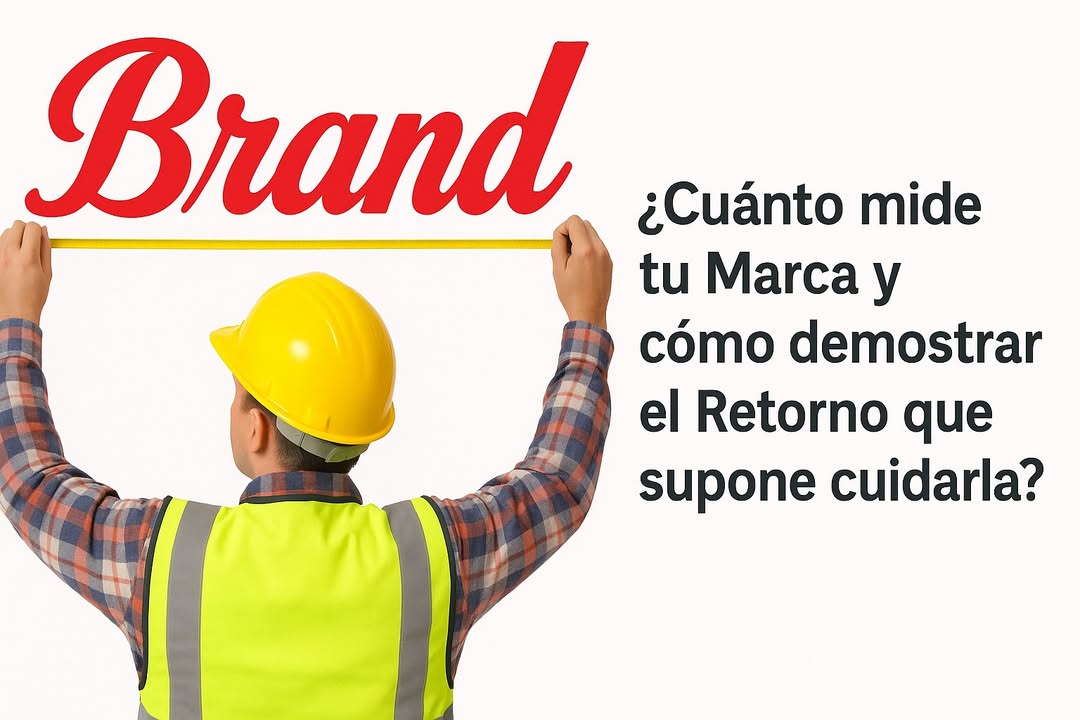 Brand
¿Cuánto mide
tu Marca y
cómo demostrar
el Retorno que
supone cuidarla?